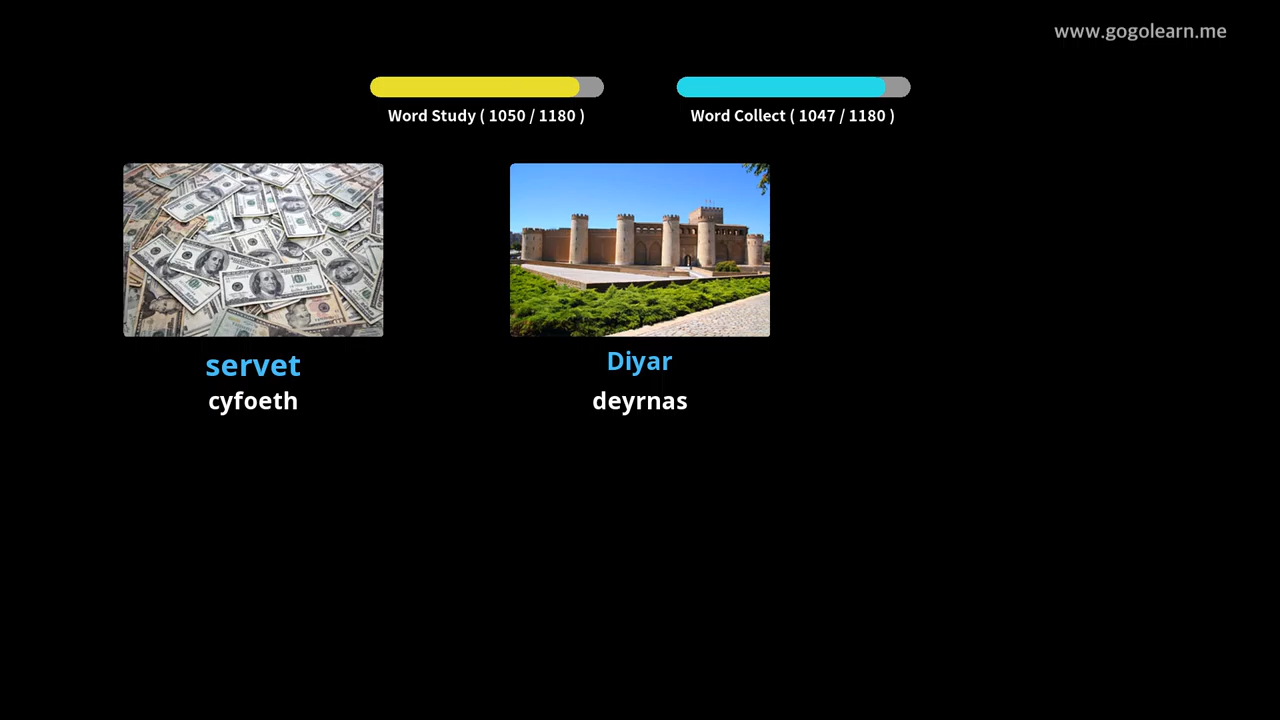 www.gogolearn.me
Word Study ( 1050 / 1180 )
Word Collect ( 1047 / 1180 )
servet
cyfoeth
Diyar
deyrnas